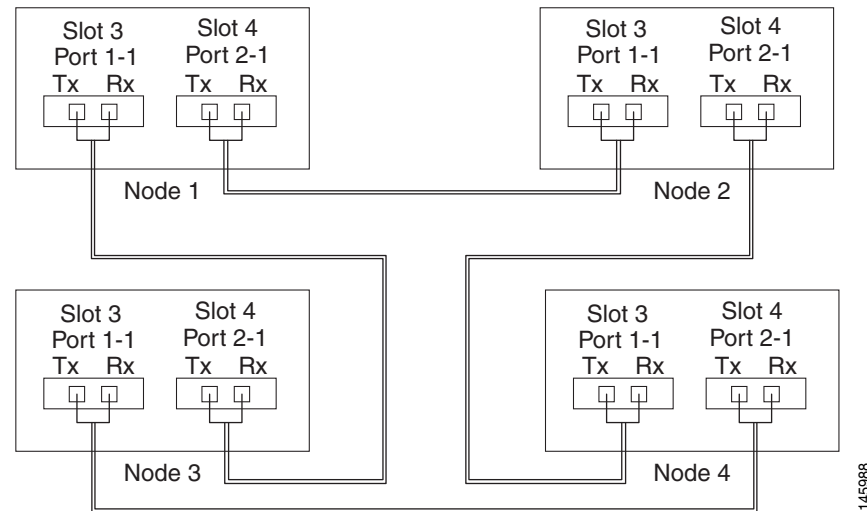 Slot 3
Port 1-1
Tx Rx
Slot 4
Port 2-1
Tx Rx
Node 1
Slot 3
Port 1-1
Tx Rx
Slot 4
Port 2-1
Tx Rx
Node 2
Slot 3
Port 1-1
Tx Rx
Slot 4
Port 2-1
Tx Rx
Node 3
Slot 3
Port 1-1
Tx Rx
Slot 4
Port 2-1
Tx Rx
Node 4
145988